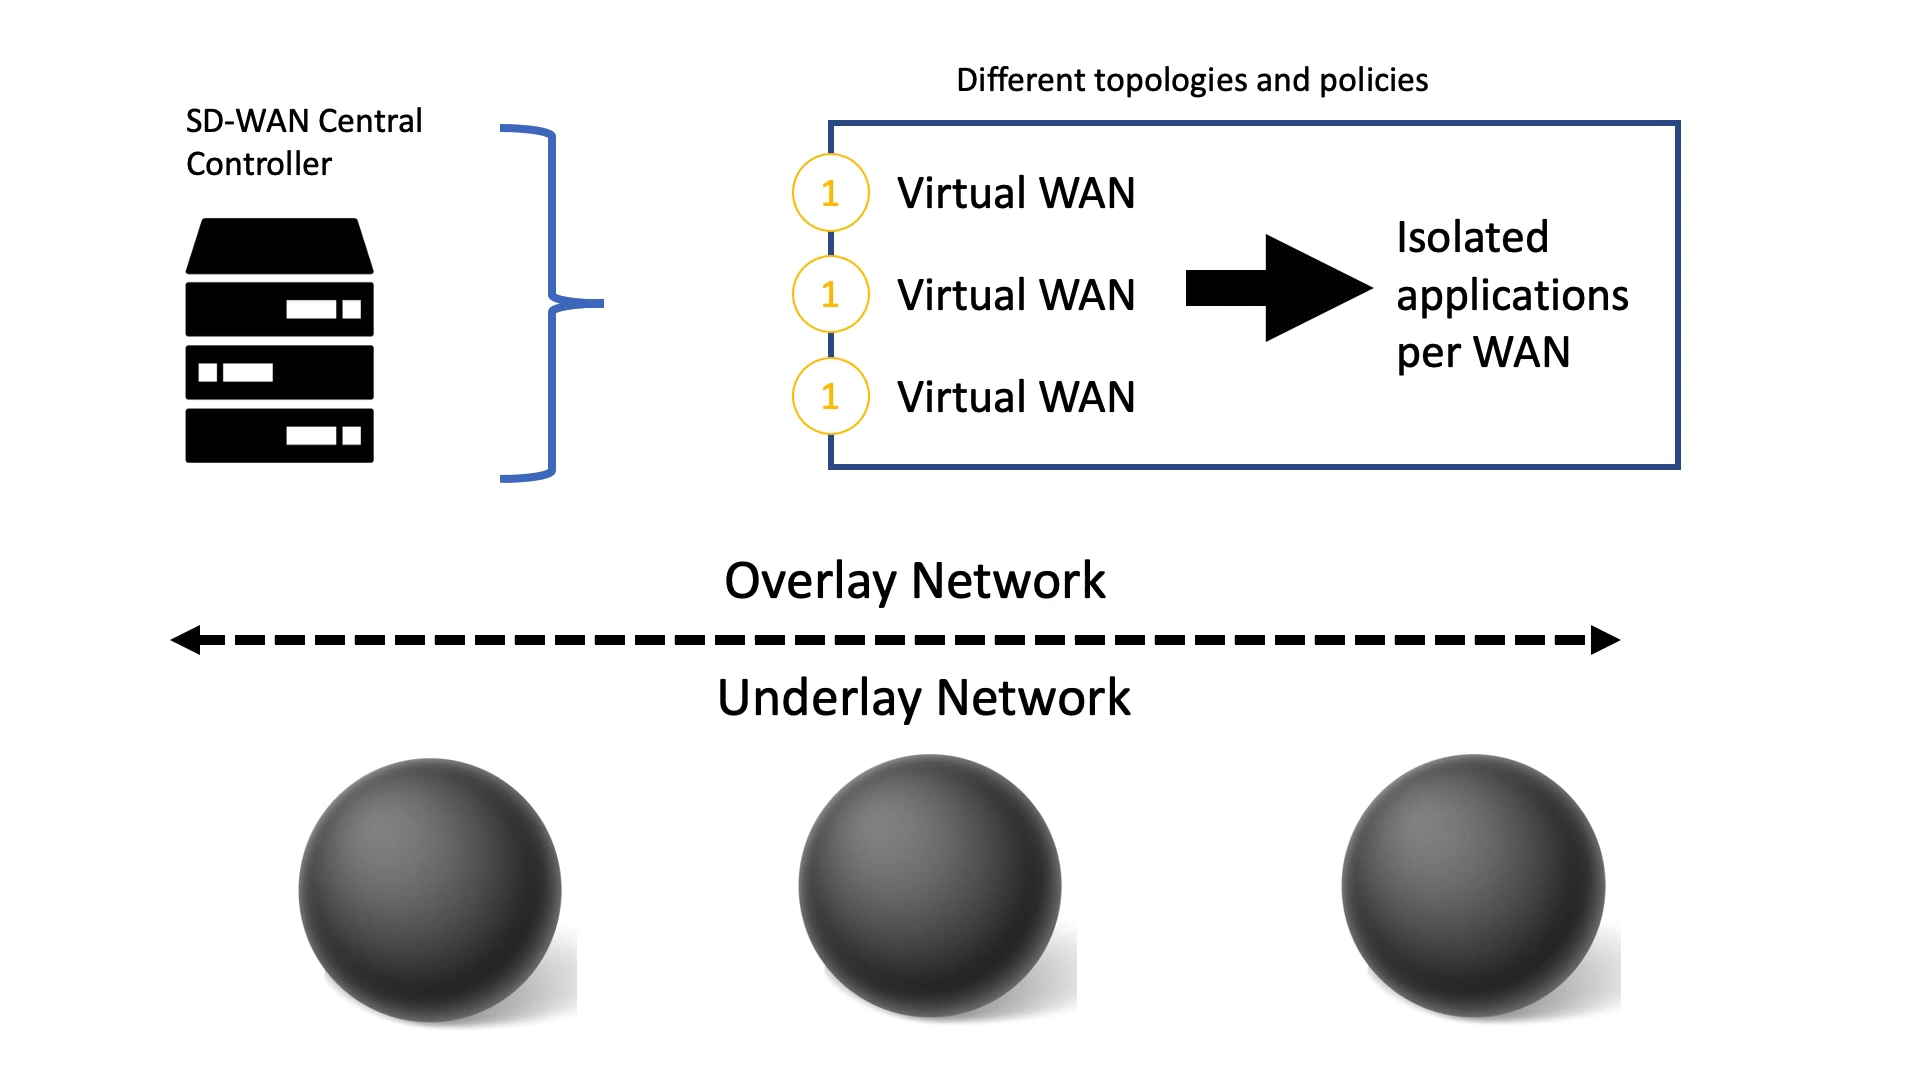 Different topologies and policies
SD-WAN Central
Controller
1 Virtual WAN
1 Virtual WAN
1 Virtual WAN
Isolated
applications
per WAN
Overlay Network
Underlay Network